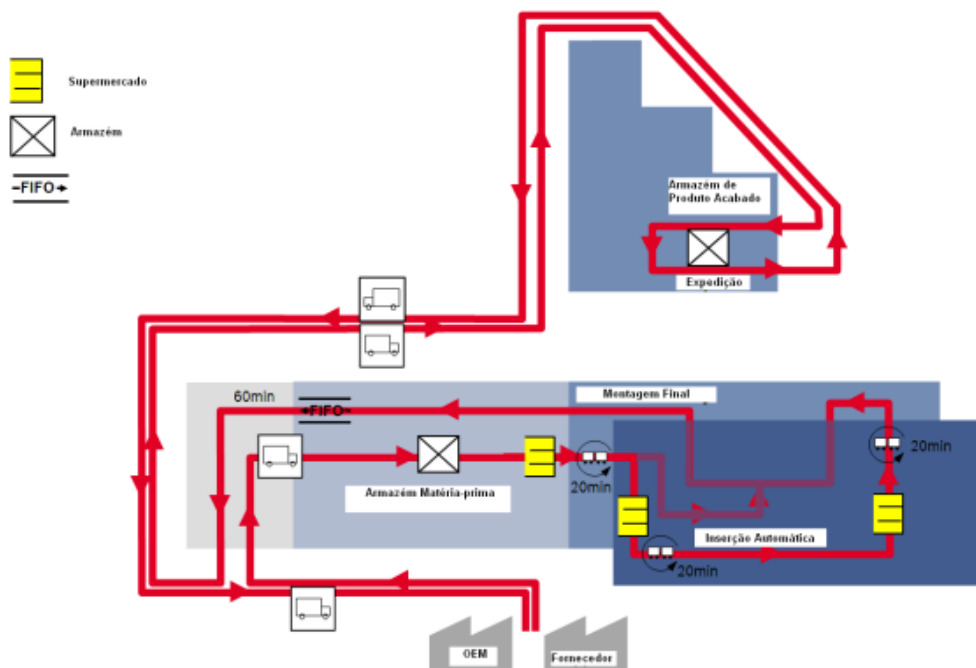 Supermercado
Armazém
FIFO
Armazém de
Produto Acabado
Expedição
60min
FIFO
Montagem Final
20min
20min
Armazém Matéria-prima
Inserção Automática
20min
OEM
Fornecedor